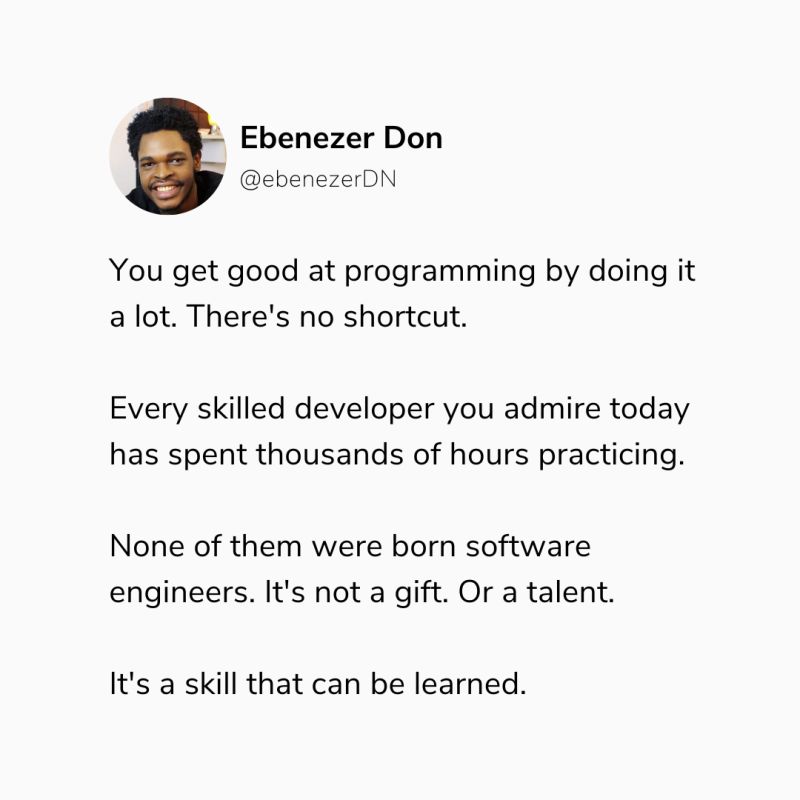 Ebenezer Don
@ebenezerDN
You get good at programming by doing it
a lot. There's no shortcut.
Every skilled developer you admire today
has spent thousands of hours practicing.
None of them were born software
engineers. It's not a gift. Or a talent.
It's a skill that can be learned.